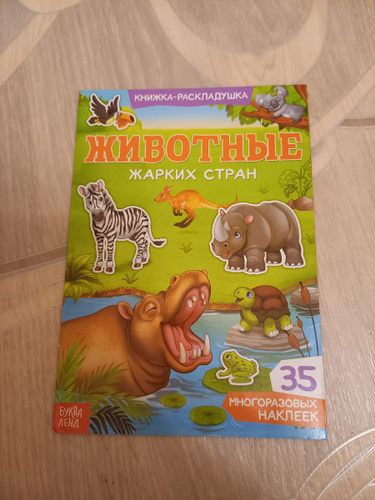 КНИЖКА-РАСКЛАДУШКА
ЖИВОТНЫЕ
ЖАРКИХ СТРАН
35
МНОГОРАЗОВЫХ
НАКЛЕЕК
БУКВА
ЛЕНД